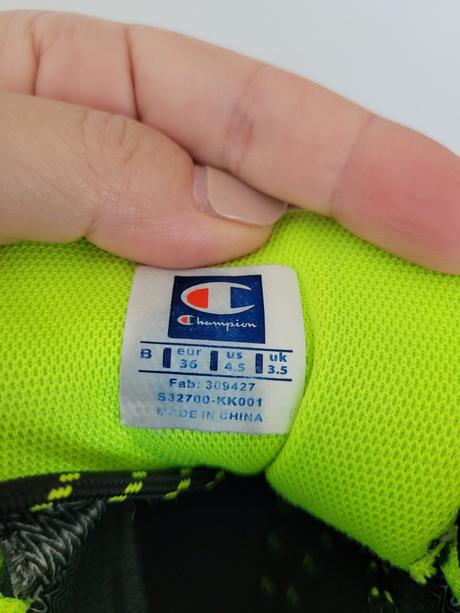 Champion
B eur us uk
36 4.5 3.5
Fab: 309427
S32700-KK001
MADE IN CHINA